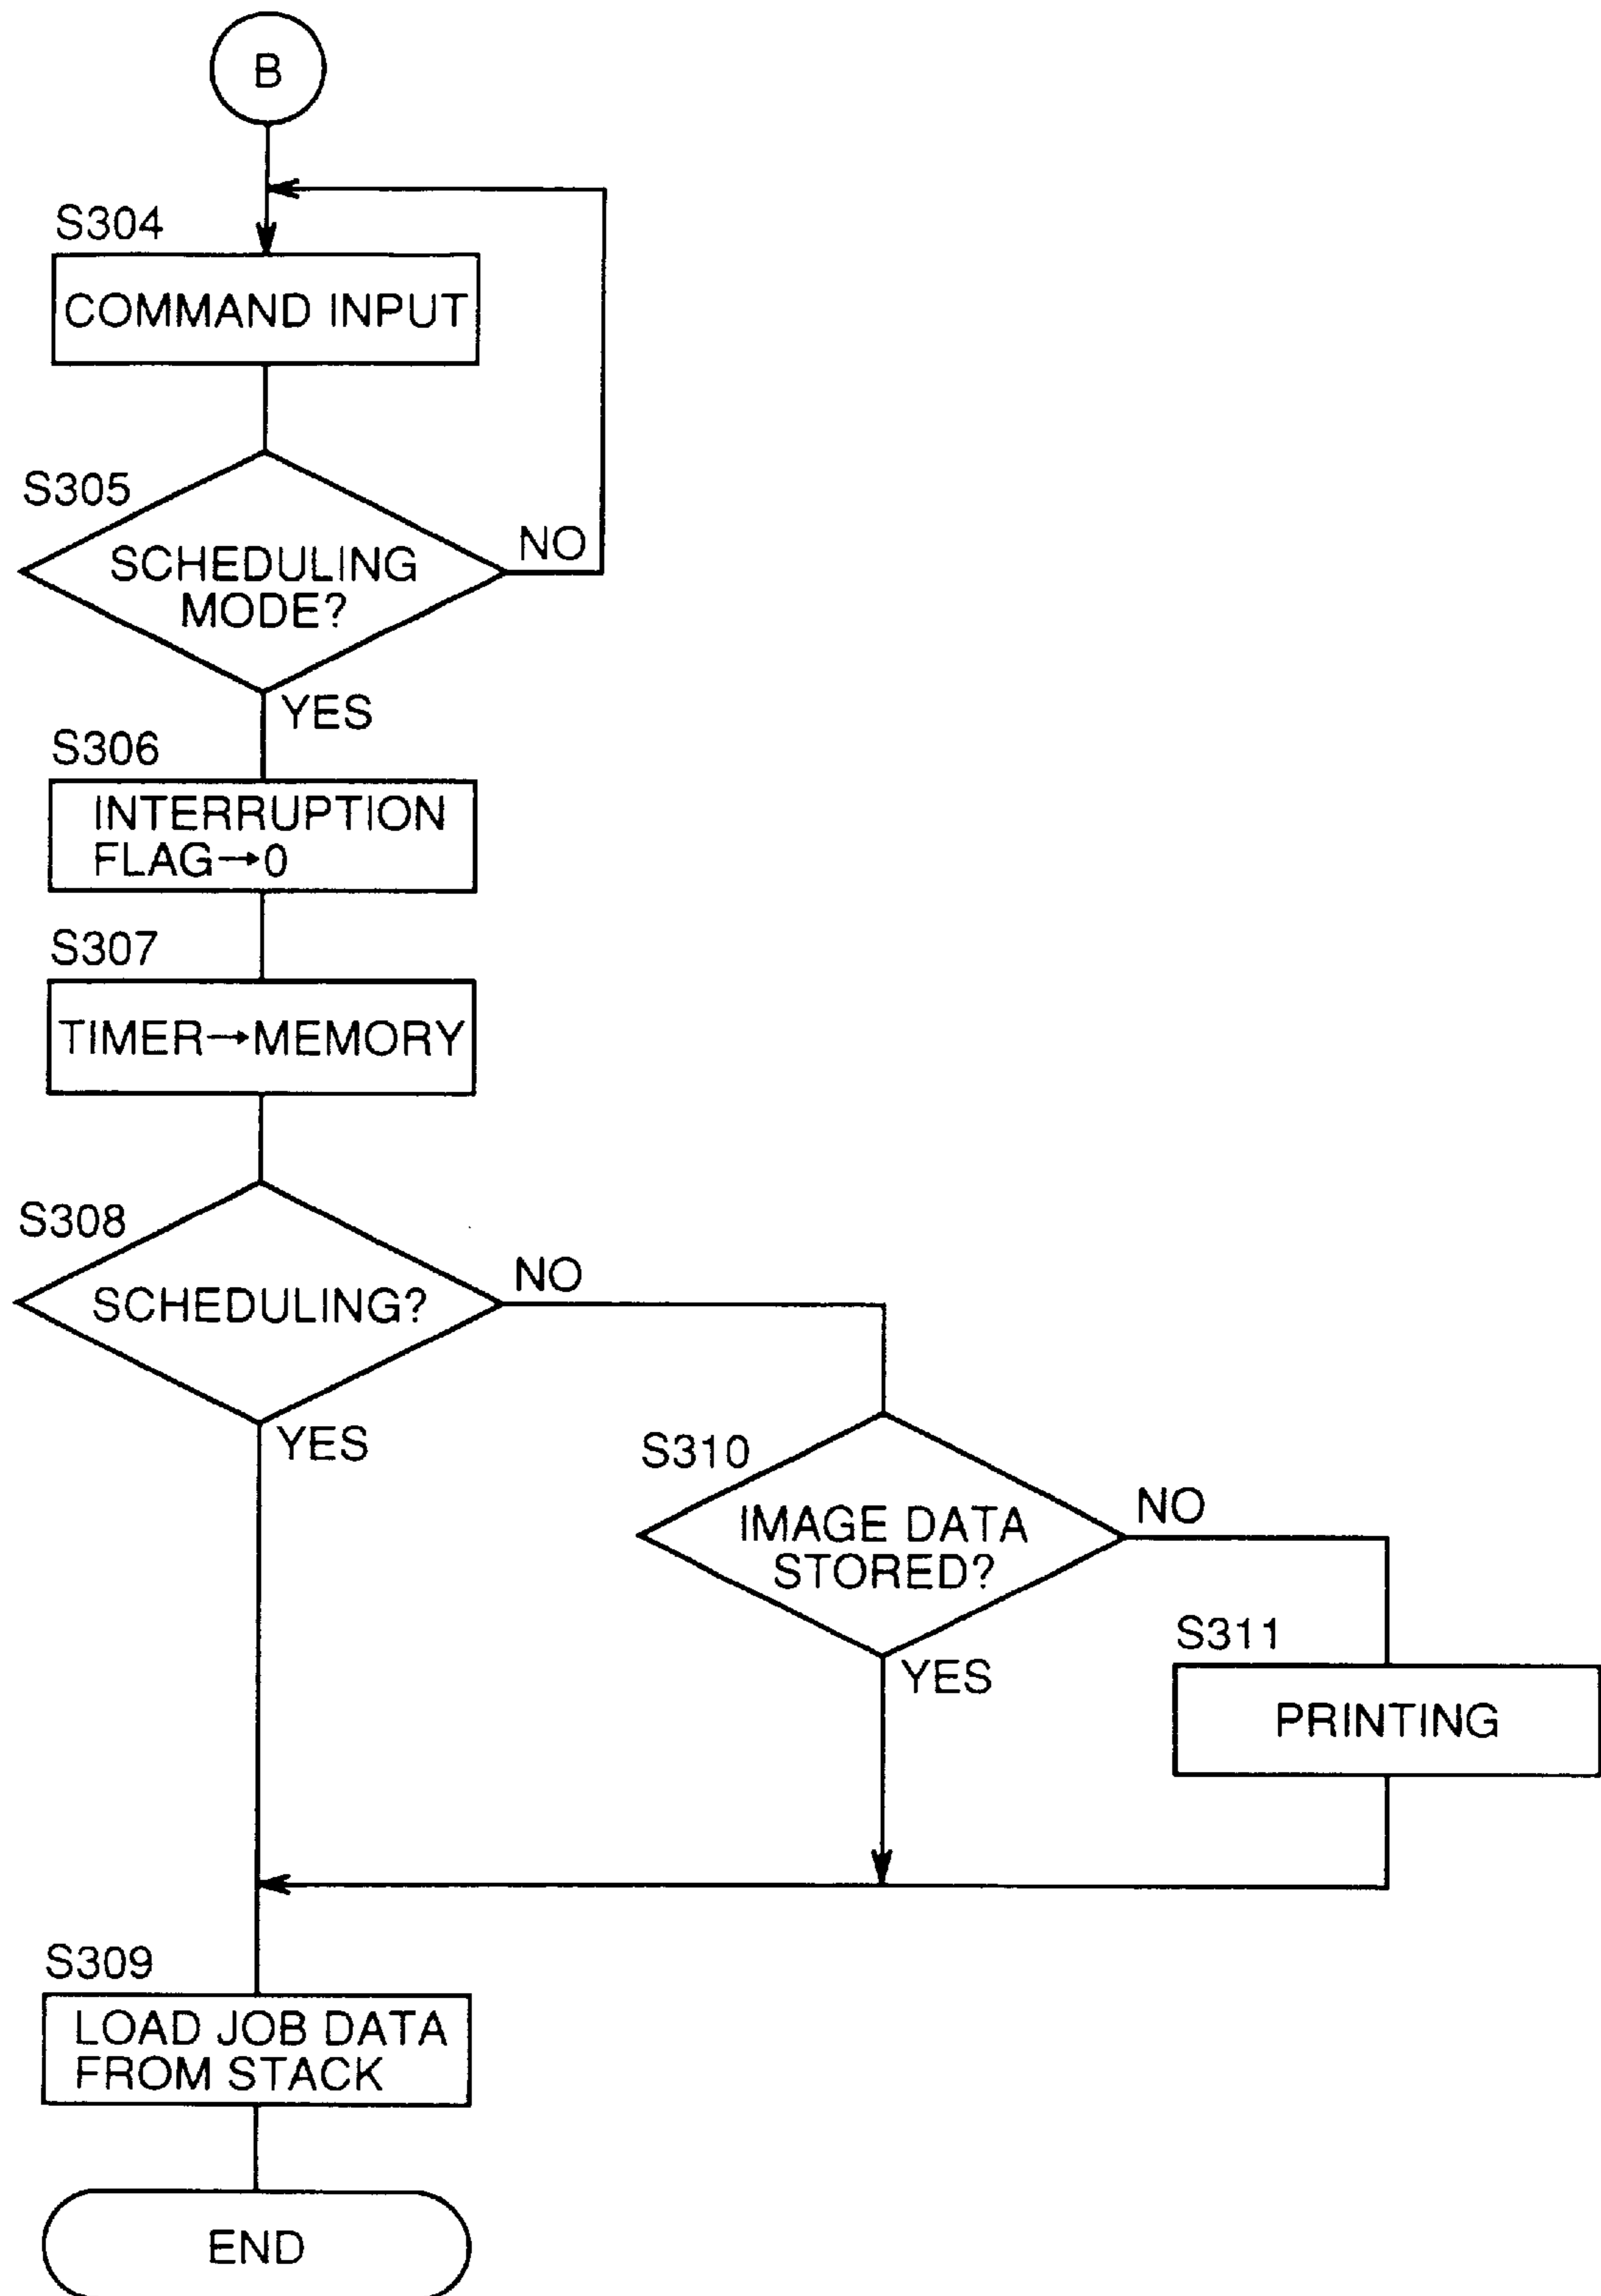 B
S304
COMMAND INPUT
S305
SCHEDULING
MODE?
NO
YES
S306
INTERRUPTION
FLAG→0
S307
TIMER→MEMORY
S308
SCHEDULING?
NO
YES
S310
IMAGE DATA
STORED?
NO
YES
S311
PRINTING
S309
LOAD JOB DATA
FROM STACK
END